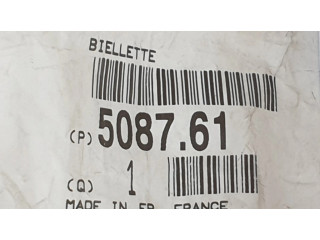 BIELLETTE
(P) 5087.61
(Q) 1
MADE IN FR. FRANCE